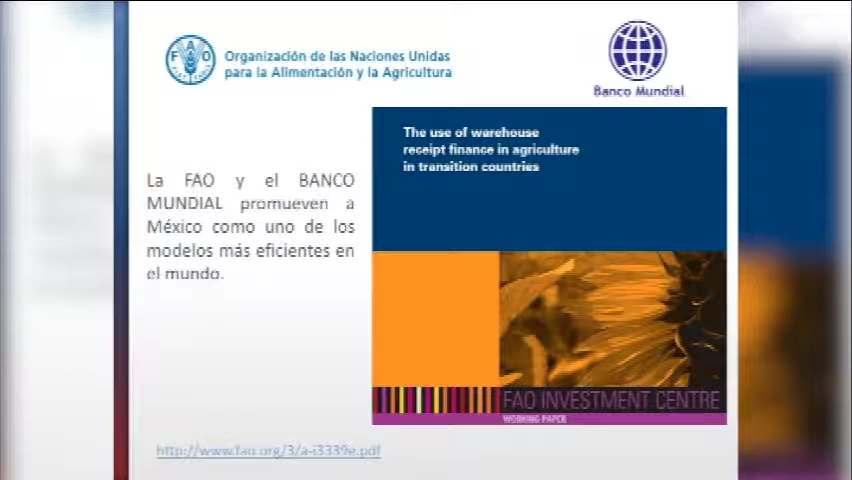 FAO
Organización de las Naciones Unidas
para la Alimentación y la Agricultura
Banco Mundial
The use of warehouse
receipt finance in agriculture
in transition countries
La FAO y el BANCO
MUNDIAL promueven a
México como uno de los
modelos más eficientes en
el mundo.
FAO INVESTMENT CENTRE
WORKING PAPER
http://www.fao.org/3/a-i3339e.pdf